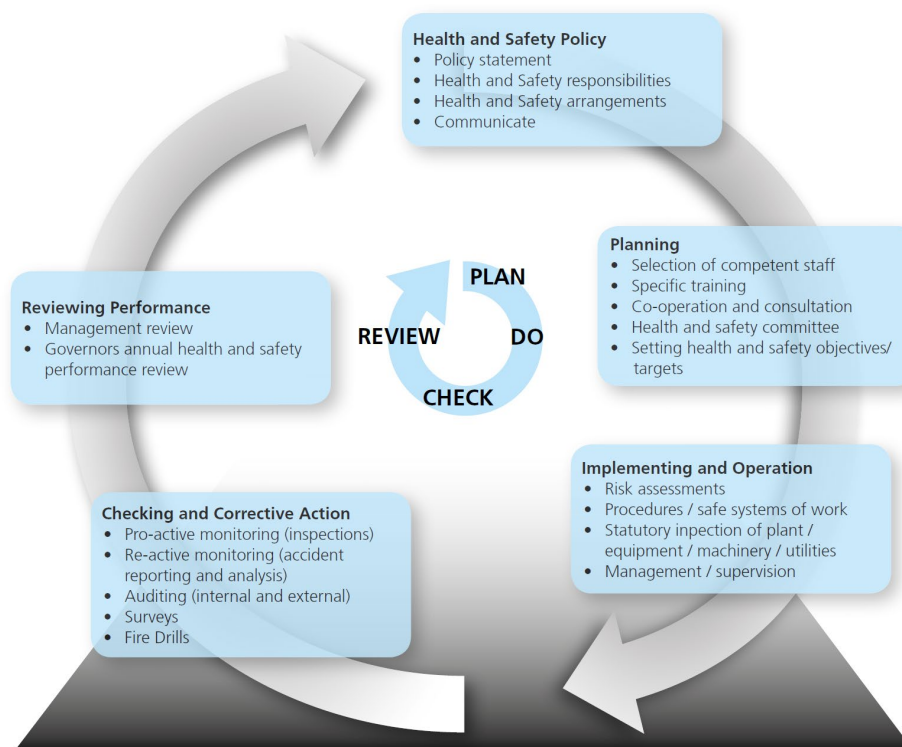 Health and Safety Policy
• Policy statement
• Health and Safety responsibilities
• Health and Safety arrangements
• Communicate
Planning
• Selection of competent staff
• Specific training
• Co-operation and consultation
• Health and safety committee
• Setting health and safety objectives/
targets
Implementing and Operation
• Risk assessments
• Procedures / safe systems of work
• Statutory inpection of plant /
equipment / machinery / utilities
• Management / supervision
Checking and Corrective Action
• Pro-active monitoring (inspections)
• Re-active monitoring (accident
reporting and analysis)
• Auditing (internal and external)
• Surveys
• Fire Drills
Reviewing Performance
• Management review
• Governors annual health and safety
performance review
PLAN
DO
CHECK
REVIEW